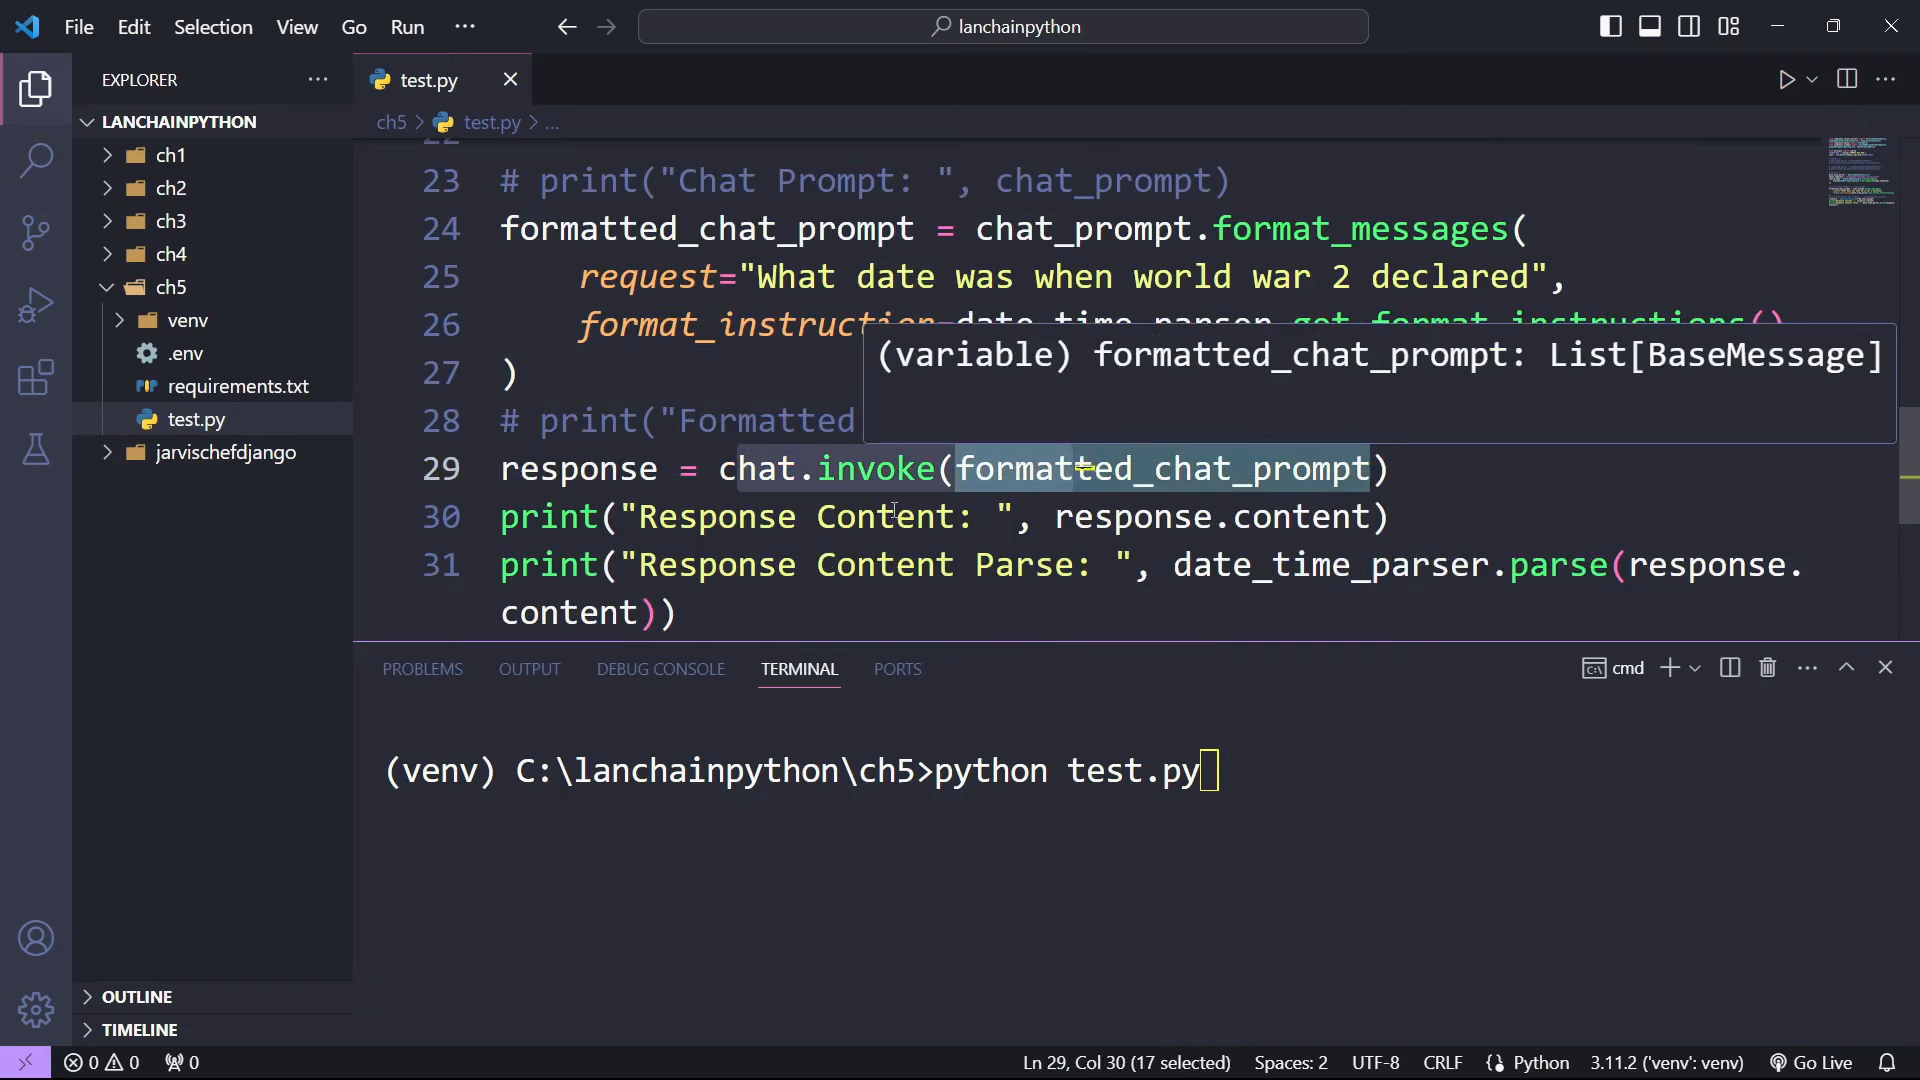 File Edit Selection View Go Run ··· lanchainpython
EXPLORER ···
test.py
LANCHAINPYTHON
ch1
ch2
ch3
ch4
ch5
venv
.env
requirements.txt
test.py
jarvischefdjango
OUTLINE
TIMELINE
ch5 > test.py > ...
22
23 # print("Chat Prompt: ", chat_prompt)
24 formatted_chat_prompt = chat_prompt.format_messages(
25 request="What date was when world war 2 declared",
26 format_instruction=date_time_parser.get_format_instructions()
(variable) formatted_chat_prompt: List[BaseMessage]
27 )
28 # print("Formatted
29 response = chat.invoke(formatted_chat_prompt)
30 print("Response Content: ", response.content)
31 print("Response Content Parse: ", date_time_parser.parse(response.
content))
PROBLEMS OUTPUT DEBUG CONSOLE TERMINAL PORTS cmd
(venv) C:\lanchainpython\ch5>python test.py
0 0 0 Ln 29, Col 30 (17 selected) Spaces: 2 UTF-8 CRLF Python 3.11.2 ('venv': venv) Go Live